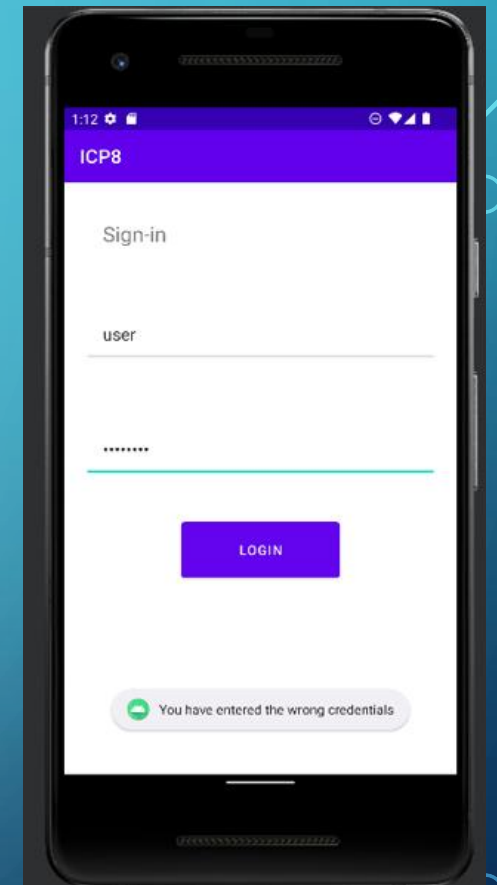 1:12
ICP8
Sign-in
user
••••••••
LOGIN
You have entered the wrong credentials